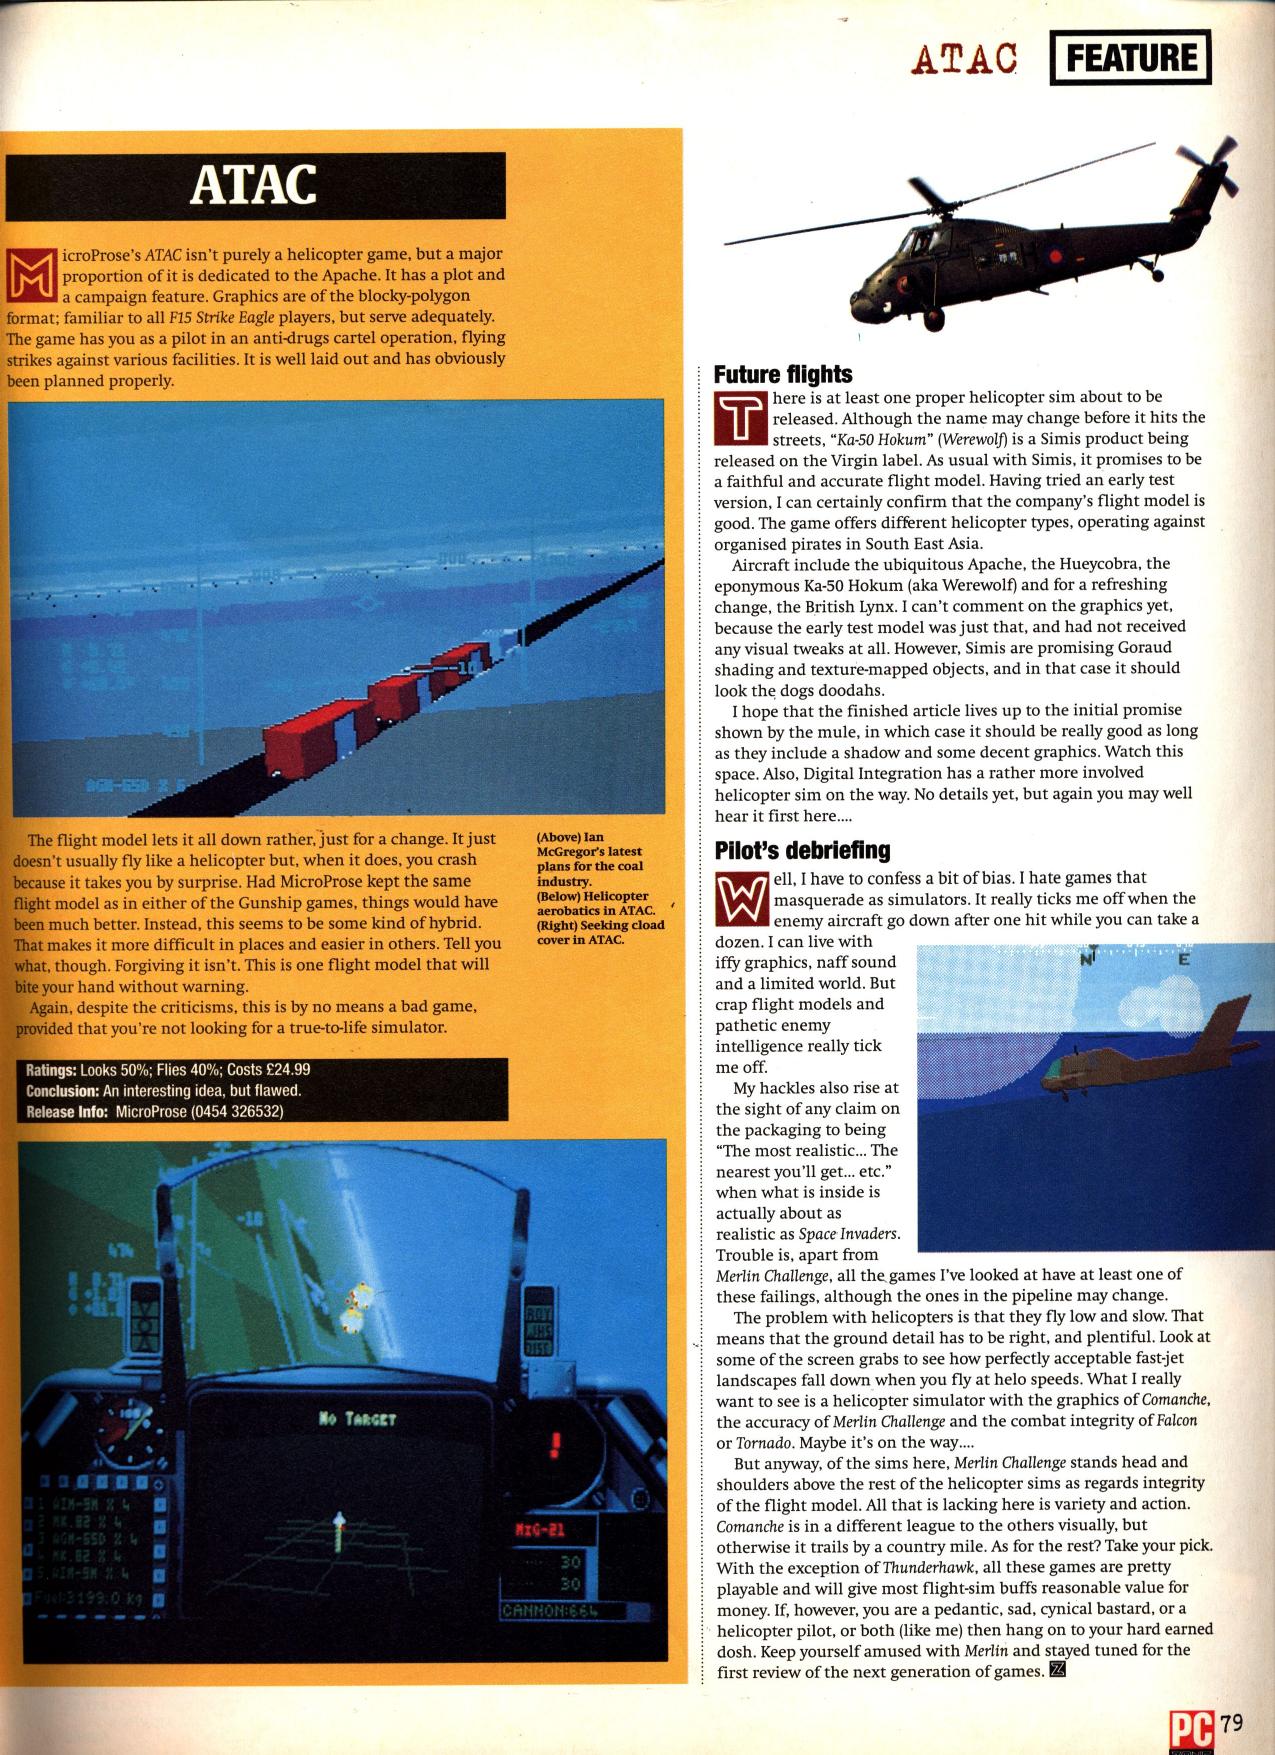 ATAC FEATURE
ATAC
MicroProse's ATAC isn't purely a helicopter game, but a major
proportion of it is dedicated to the Apache. It has a plot and
a campaign feature. Graphics are of the blocky-polygon
format; familiar to all F15 Strike Eagle players, but serve adequately.
The game has you as a pilot in an anti-drugs cartel operation, flying
strikes against various facilities. It is well laid out and has obviously
been planned properly.
-10
AGM-65D X 6
The flight model lets it all down rather, just for a change. It just
doesn't usually fly like a helicopter but, when it does, you crash
because it takes you by surprise. Had MicroProse kept the same
flight model as in either of the Gunship games, things would have
been much better. Instead, this seems to be some kind of hybrid.
That makes it more difficult in places and easier in others. Tell you
what, though. Forgiving it isn't. This is one flight model that will
bite your hand without warning.
Again, despite the criticisms, this is by no means a bad game,
provided that you're not looking for a true-to-life simulator.
(Above) Ian
McGregor's latest
plans for the coal
industry.
(Below) Helicopter
aerobatics in ATAC.
(Right) Seeking cload
cover in ATAC.
Ratings: Looks 50%; Flies 40%; Costs £24.99
Conclusion: An interesting idea, but flawed.
Release Info: MicroProse (0454 326532)
-10
474
No Target
1 AIM-9M X 4
2 MK.82 X 4
3 AGM-65D X 4
4 MK.82 X 4
5 AIM-9M X 4
Fuel:3199.0 kg
!
MiG-21
30
30
CANNON:664
Future flights
There is at least one proper helicopter sim about to be
released. Although the name may change before it hits the
streets, "Ka-50 Hokum" (Werewolf) is a Simis product being
released on the Virgin label. As usual with Simis, it promises to be
a faithful and accurate flight model. Having tried an early test
version, I can certainly confirm that the company's flight model is
good. The game offers different helicopter types, operating against
organised pirates in South East Asia.
Aircraft include the ubiquitous Apache, the Hueycobra, the
eponymous Ka-50 Hokum (aka Werewolf) and for a refreshing
change, the British Lynx. I can't comment on the graphics yet,
because the early test model was just that, and had not received
any visual tweaks at all. However, Simis are promising Goraud
shading and texture-mapped objects, and in that case it should
look the dogs doodahs.
I hope that the finished article lives up to the initial promise
shown by the mule, in which case it should be really good as long
as they include a shadow and some decent graphics. Watch this
space. Also, Digital Integration has a rather more involved
helicopter sim on the way. No details yet, but again you may well
hear it first here....
Pilot's debriefing
Well, I have to confess a bit of bias. I hate games that
masquerade as simulators. It really ticks me off when the
enemy aircraft go down after one hit while you can take a
dozen. I can live with
iffy graphics, naff sound
and a limited world. But
crap flight models and
pathetic enemy
intelligence really tick
me off.
My hackles also rise at
the sight of any claim on
the packaging to being
"The most realistic... The
nearest you'll get... etc."
when what is inside is
actually about as
realistic as Space Invaders.
Trouble is, apart from
Merlin Challenge, all the games I've looked at have at least one of
these failings, although the ones in the pipeline may change.
The problem with helicopters is that they fly low and slow. That
means that the ground detail has to be right, and plentiful. Look at
some of the screen grabs to see how perfectly acceptable fast-jet
landscapes fall down when you fly at helo speeds. What I really
want to see is a helicopter simulator with the graphics of Comanche,
the accuracy of Merlin Challenge and the combat integrity of Falcon
or Tornado. Maybe it's on the way....
But anyway, of the sims here, Merlin Challenge stands head and
shoulders above the rest of the helicopter sims as regards integrity
of the flight model. All that is lacking here is variety and action.
Comanche is in a different league to the others visually, but
otherwise it trails by a country mile. As for the rest? Take your pick.
With the exception of Thunderhawk, all these games are pretty
playable and will give most flight-sim buffs reasonable value for
money. If, however, you are a pedantic, sad, cynical bastard, or a
helicopter pilot, or both (like me) then hang on to your hard earned
dosh. Keep yourself amused with Merlin and stayed tuned for the
first review of the next generation of games. Z
N E
PC 79